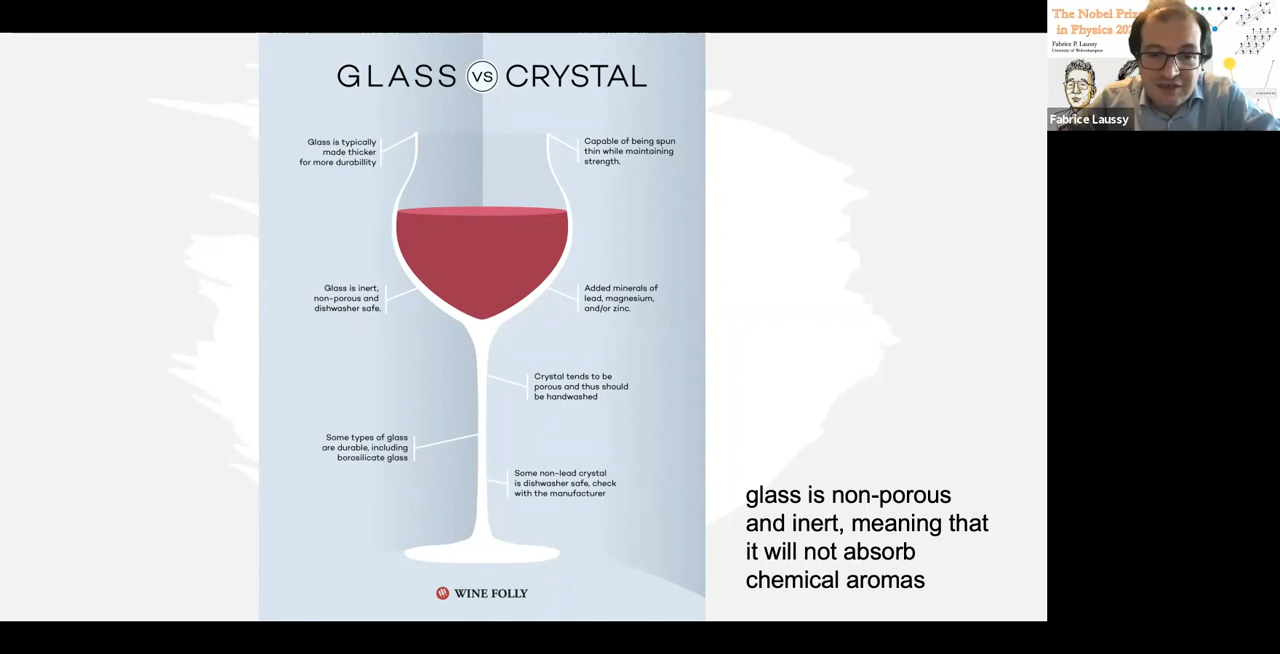 GLASS VS CRYSTAL
Glass is typically
made thicker
for more durabillity
Capable of being spun
thin while maintaining
strength.
Glass is inert,
non-porous and
dishwasher safe.
Added minerals of
lead, magnesium,
and/or zinc.
Crystal tends to be
porous and thus should
be handwashed
Some types of glass
are durable, including
borosilicate glass
Some non-lead crystal
is dishwasher safe, check
with the manufacturer
WINE FOLLY
glass is non-porous
and inert, meaning that
it will not absorb
chemical aromas
The Nobel
in Physics
Fabrice P. Laussy
University of Wolverhampton
Fabrice Laussy